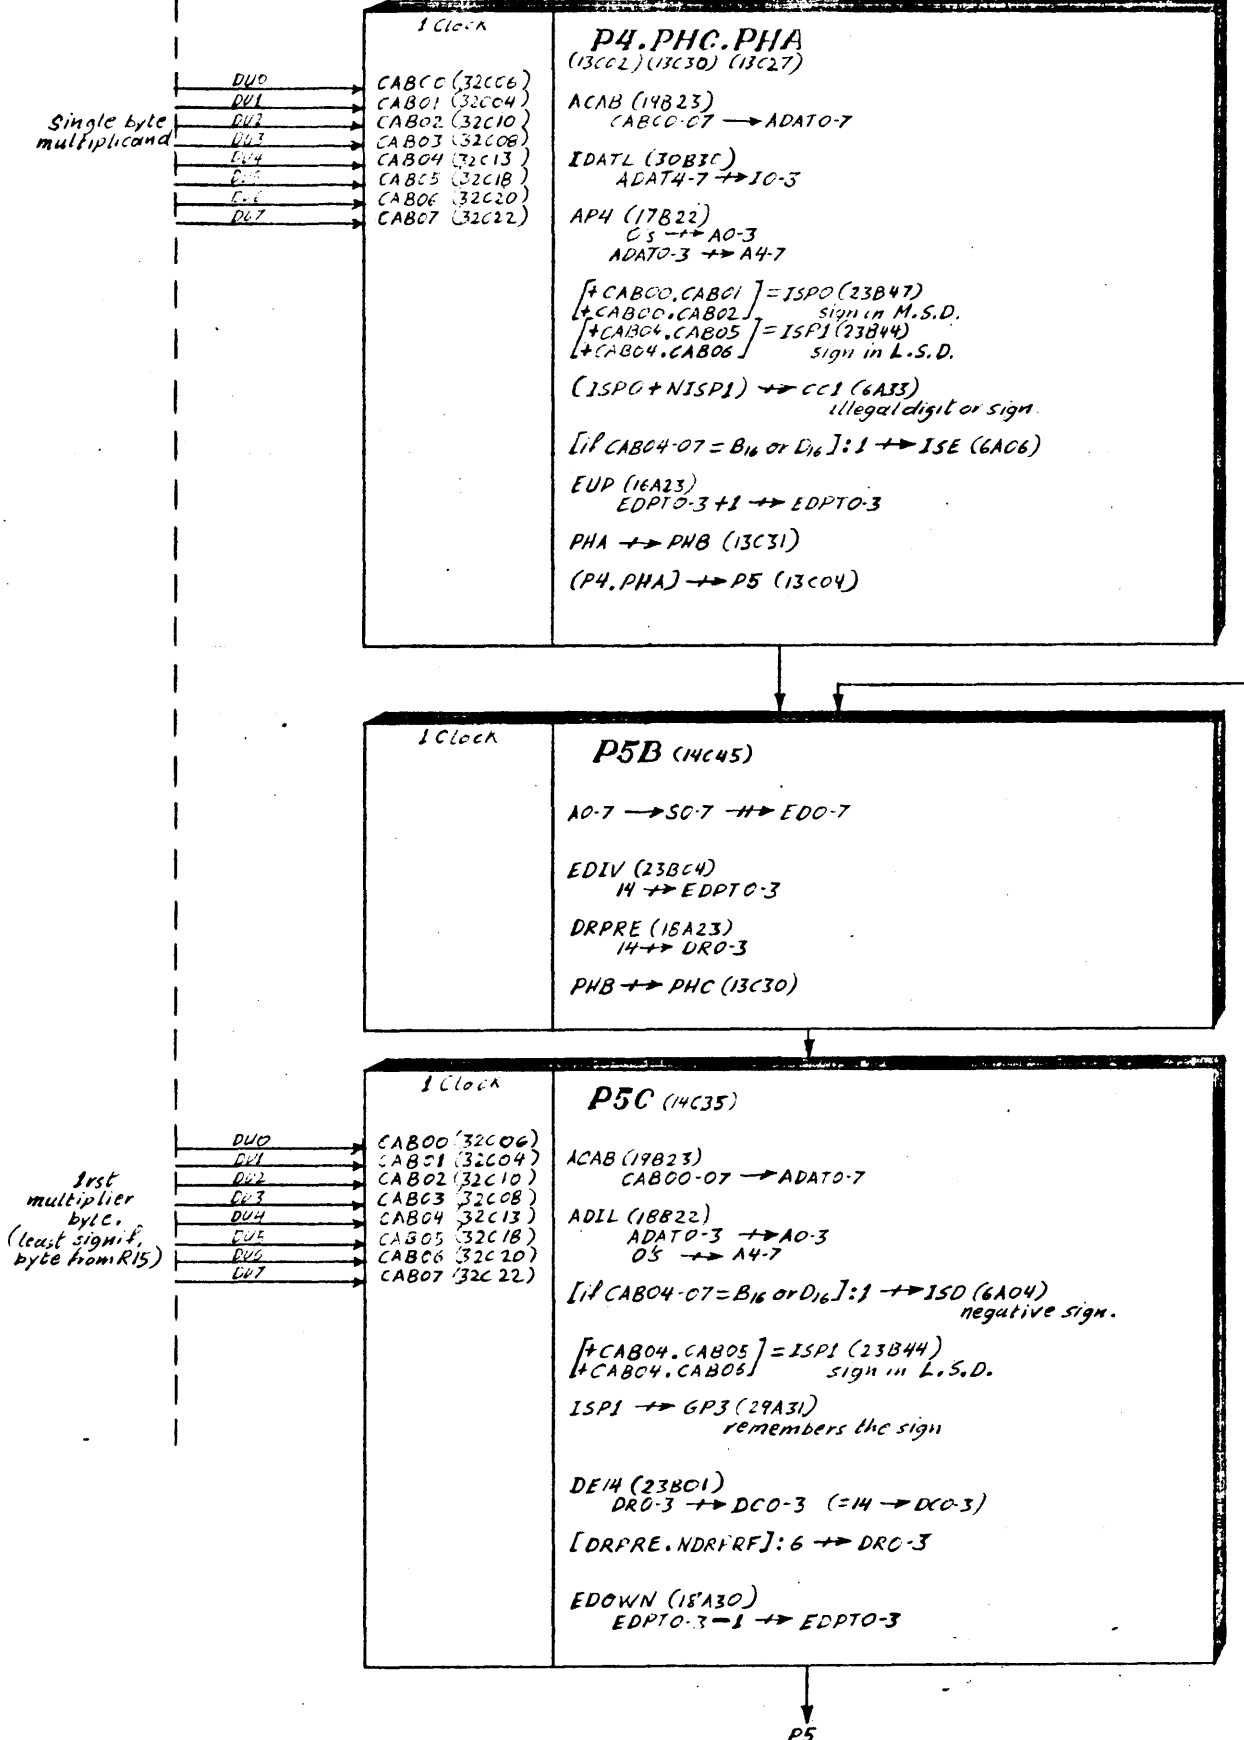 1 Clock
P4.PHC.PHA
(13C02) (13C30) (13C27)
Single byte
multiplicand
DU0 CAB00 (32C06)
DU1 CAB01 (32C04)
DU2 CAB02 (32C10)
DU3 CAB03 (32C08)
DU4 CAB04 (32C13)
CAB05 (32C18)
CAB06 (32C20)
DU7 CAB07 (32C22)
ACAB (19B23)
CAB00-07 → ADAT0-7
IDATL (30B30)
ADAT4-7 ↛ I0-3
AP4 (17B22)
0's ↛ A0-3
ADAT0-3 ↛ A4-7
[+CAB00.CAB01] = ISP0 (23B47)
[+CAB00.CAB02] sign in M.S.D.
[+CAB04.CAB05] = ISP1 (23B44)
[+CAB04.CAB06] sign in L.S.D.
(ISP0 + NISP1) ↛ CC1 (6A33)
illegal digit or sign.
[if CAB04-07 = B16 or D16]: 1 ↛ ISE (6A06)
EUP (16A23)
EDPT0-3 + 1 ↛ EDPT0-3
PHA ↛ PHB (13C31)
(P4.PHA) ↛ P5 (13C04)
1 Clock
P5B (14C45)
A0-7 → S0-7 ↛ ED0-7
EDIV (23B04)
14 ↛ EDPT0-3
DRPRE (18A23)
14 ↛ DR0-3
PHB ↛ PHC (13C30)
1 Clock
P5C (14C35)
1rst
multiplier
byte.
(least signif.
byte from R15)
DU0 CAB00 (32C06)
DU1 CAB01 (32C04)
DU2 CAB02 (32C10)
DU3 CAB03 (32C08)
DU4 CAB04 (32C13)
DU5 CAB05 (32C18)
DU6 CAB06 (32C20)
DU7 CAB07 (32C22)
ACAB (19B23)
CAB00-07 → ADAT0-7
ADIL (18B22)
ADAT0-3 ↛ A0-3
0's ↛ A4-7
[if CAB04-07 = B16 or D16]: 1 ↛ ISD (6A04)
negative sign.
[+CAB04.CAB05] = ISP1 (23B44)
[+CAB04.CAB06] sign in L.S.D.
ISP1 ↛ GP3 (29A31)
remembers the sign
DE14 (23B01)
DR0-3 ↛ DC0-3 (=14 → DC0-3)
[DRPRE.NDRPRF]: 6 ↛ DR0-3
EDOWN (18A30)
EDPT0-3 - 1 ↛ EDPT0-3
P5